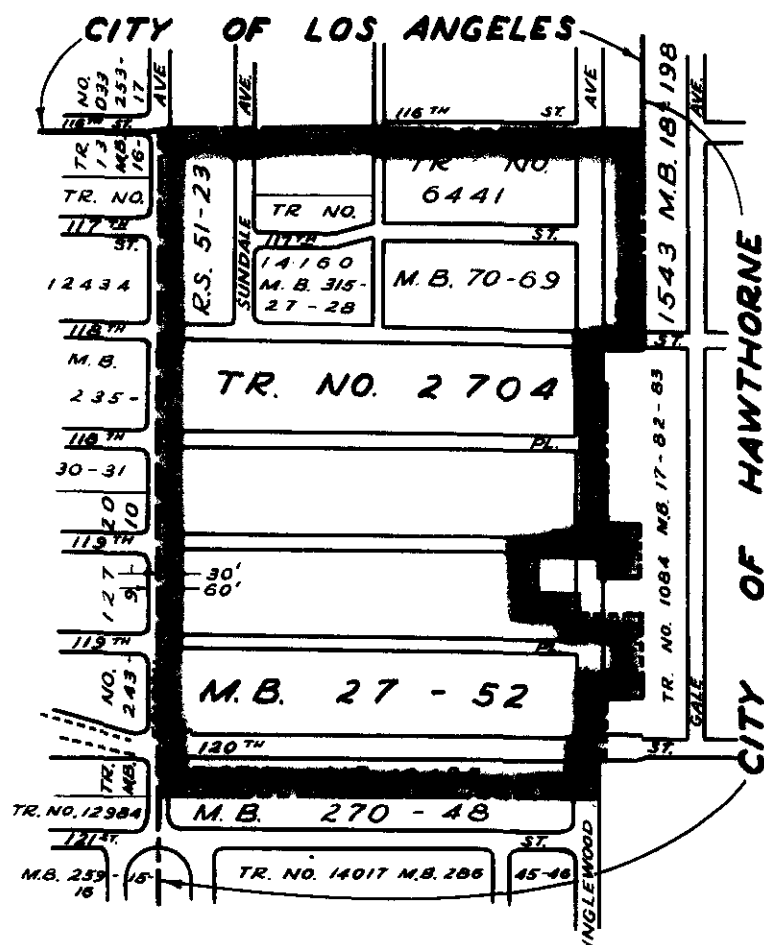 CITY OF LOS ANGELES
NO.
033
253-
17
AVE
AVE.
AVE
AVE.
116TH ST.
116TH ST.
TR
13
M.B.
16-
TR. NO.
117TH
ST.
12434
118TH
M.B.
235-
118TH
30-31
20
10
119TH
127-
9
30'
60'
119TH
NO.
243-
TR.
MB.
TR. NO. 12984
121 ST.
M.B. 259-
16
15-
R.S. 51-23
SUNDALE
TR NO.
117TH ST.
14160
M.B. 315-
27-28
TR NO.
6441
M.B. 70-69
ST.
TR. NO. 2704
PL.
PL.
M.B. 27 - 52
120TH ST.
M.B. 270-48
ST.
TR. NO. 14017 M.B. 286
45-46
INGLEWOOD
1543 M.B. 18-198
TR. NO. 1084 M.B. 17-82-83
GALE
CITY OF HAWTHORNE